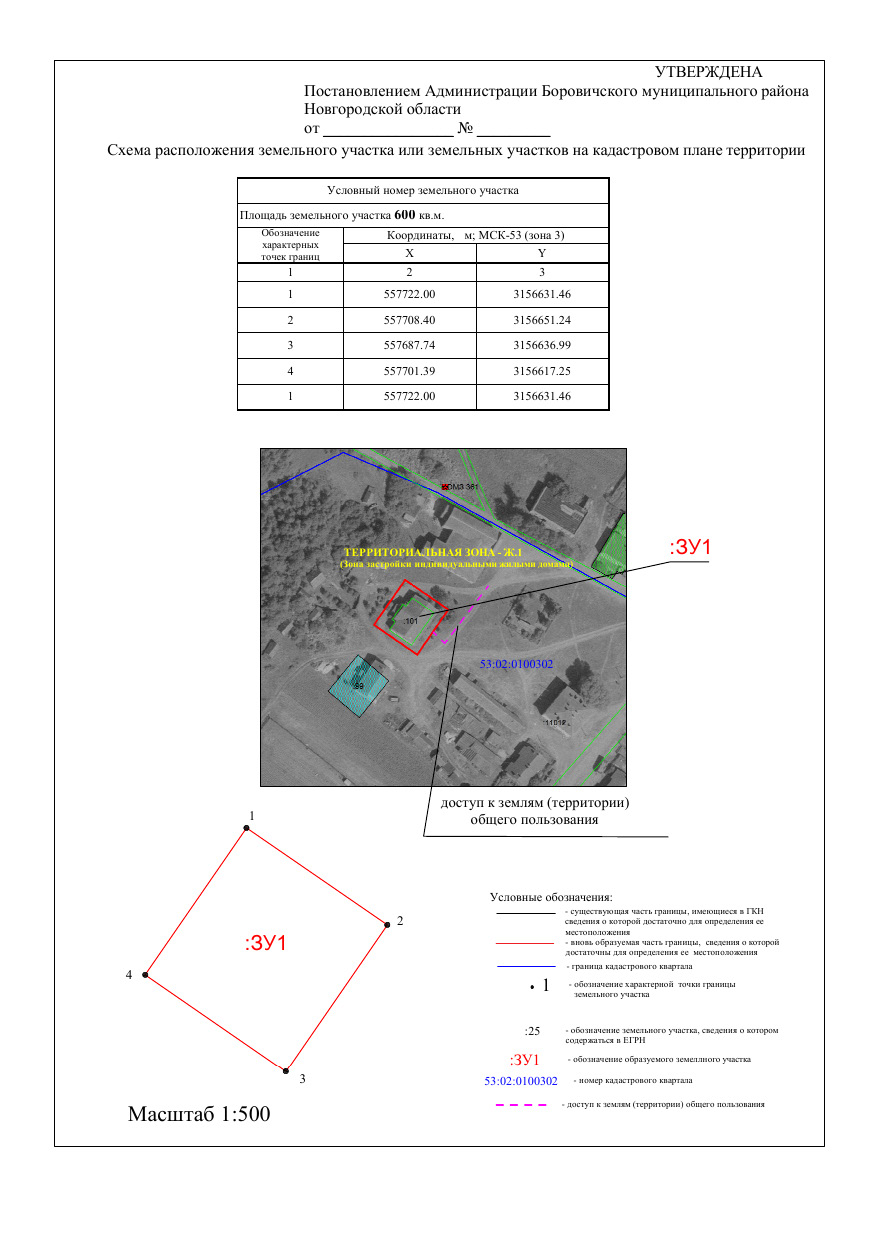 УТВЕРЖДЕНА
Постановлением Администрации Боровичского муниципального района
Новгородской области
от _________________ № _________
Схема расположения земельного участка или земельных участков на кадастровом плане территории
Условный номер земельного участка
Площадь земельного участка 600 кв.м.
Обозначение
характерных
точек границ
Координаты, м; МСК-53 (зона 3)
X Y
1 2 3
1 557722.00 3156631.46
2 557708.40 3156651.24
3 557687.74 3156636.99
4 557701.39 3156617.25
1 557722.00 3156631.46
ТЕРРИТОРИАЛЬНАЯ ЗОНА - Ж.1
(Зона застройки индивидуальными жилыми домами)
:ЗУ1
:101
53:02:0100302
:99
доступ к землям (территории)
общего пользования
1
2
:ЗУ1
4
3
Масштаб 1:500
Условные обозначения:
- существующая часть границы, имеющиеся в ГКН
сведения о которой достаточно для определения ее
местоположения
- вновь образуемая часть границы, сведения о которой
достаточны для определения ее местоположения
- граница кадастрового квартала
1 - обозначение характерной точки границы
земельного участка
:25 - обозначение земельного участка, сведения о котором
содержаться в ЕГРН
:ЗУ1 - обозначение образуемого земеллного участка
53:02:0100302 - номер кадастрового квартала
- доступ к землям (территории) общего пользования